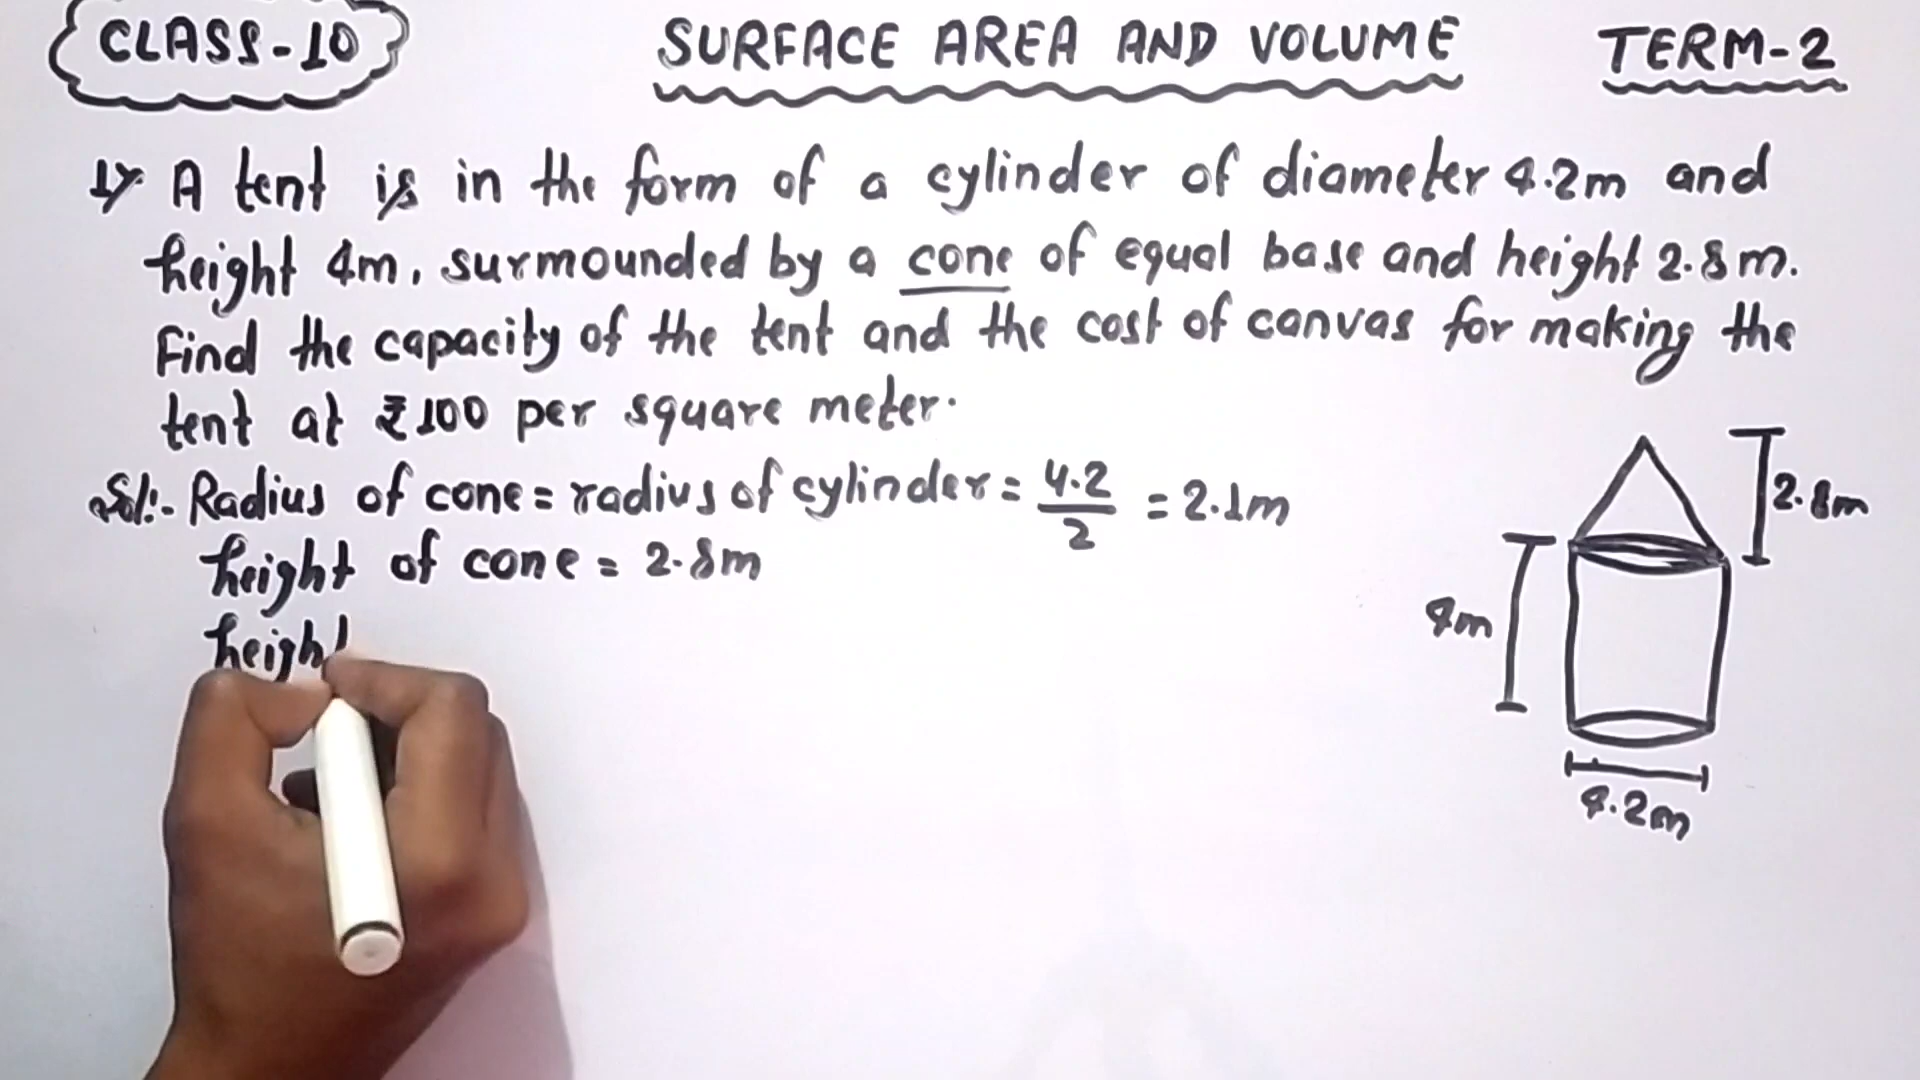 CLASS-10
SURFACE AREA AND VOLUME
TERM-2
1) A tent is in the form of a cylinder of diameter 4.2m and
height 4m, surmounded by a cone of equal base and height 2.8m.
Find the capacity of the tent and the cost of canvas for making the
tent at ₹100 per square meter.
Sol:- Radius of cone = radius of cylinder = 4.2/2 = 2.1m
height of cone = 2.8m
height
2.8m
4m
4.2m